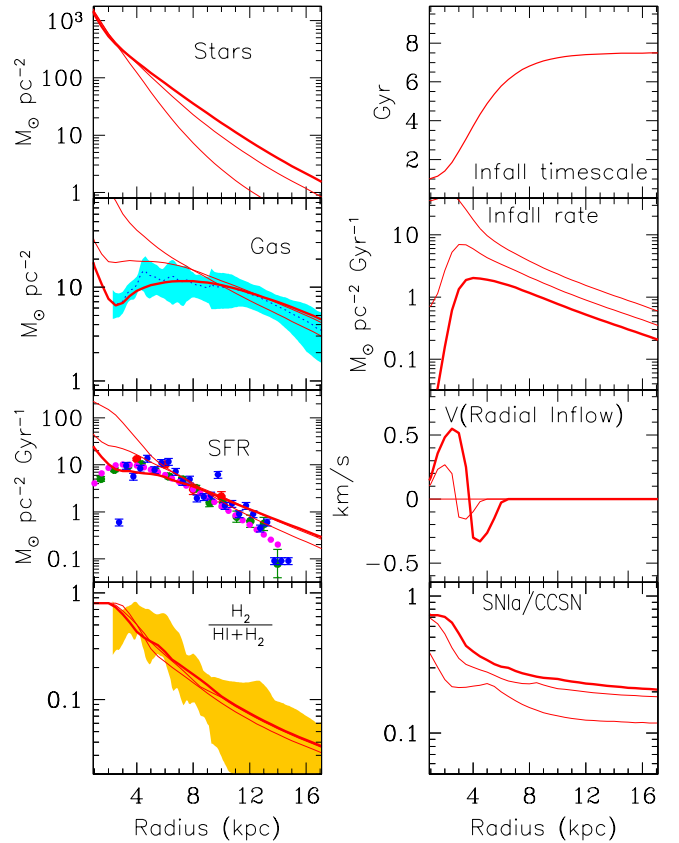 10³
100
10
1
M⊙ pc⁻²
Stars
8
6
4
2
Gyr
Infall timescale
10
1
M⊙ pc⁻²
Gas
10
1
0.1
M⊙ pc⁻² Gyr⁻¹
Infall rate
100
10
1
0.1
M⊙ pc⁻² Gyr⁻¹
SFR
0.5
0
−0.5
km/s
V(Radial Inflow)
1
0.1
H₂
HI+H₂
1
0.1
SNIa/CCSN
4 8 12 16
Radius (kpc)
4 8 12 16
Radius (kpc)